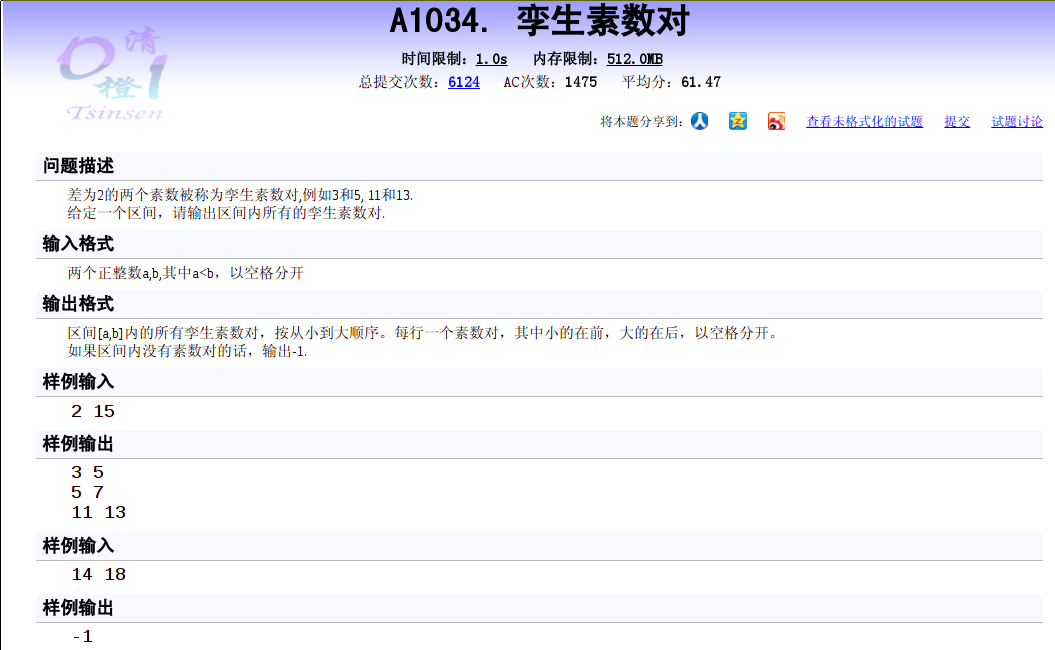 A1034. 孪生素数对
时间限制：1.0s 内存限制：512.0MB
总提交次数：6124 AC次数：1475 平均分：61.47
清
橙
Tsinsen
将本题分享到： 查看未格式化的试题 提交 试题讨论
问题描述
差为2的两个素数被称为孪生素数对,例如3和5, 11和13.
给定一个区间，请输出区间内所有的孪生素数对.
输入格式
两个正整数a,b,其中a<b，以空格分开
输出格式
区间[a,b]内的所有孪生素数对，按从小到大顺序。每行一个素数对，其中小的在前，大的在后，以空格分开。
如果区间内没有素数对的话，输出-1.
样例输入
2 15
样例输出
3 5
5 7
11 13
样例输入
14 18
样例输出
-1